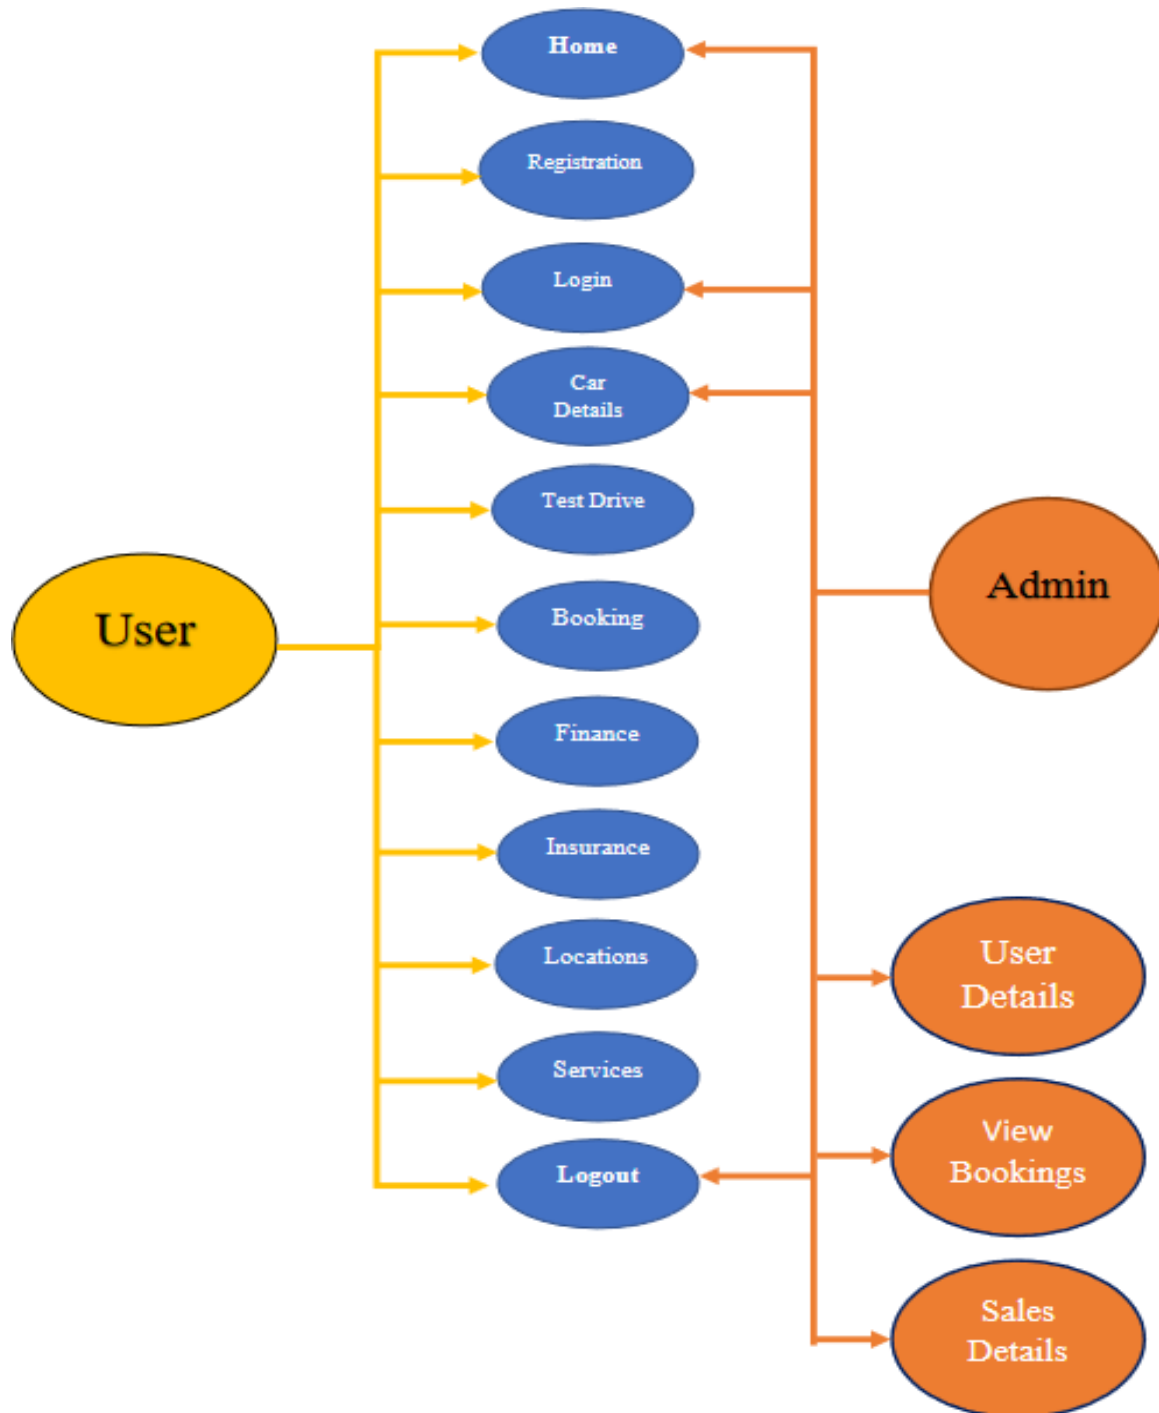 Home
Registration
Login
Car
Details
Test Drive
Booking
Finance
Insurance
Locations
Services
Logout
User
Admin
User
Details
View
Bookings
Sales
Details